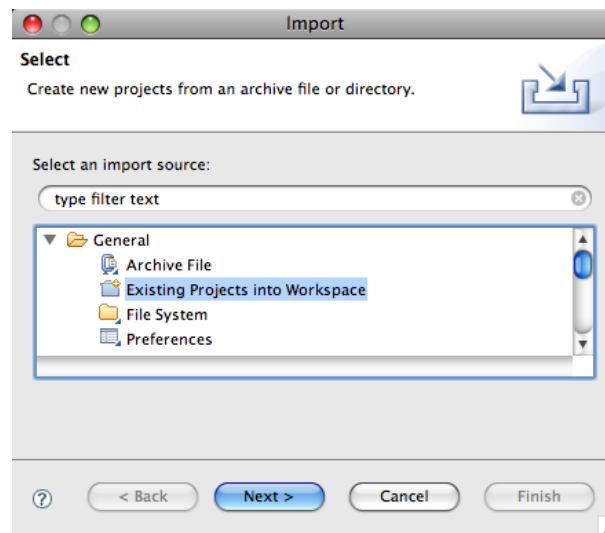 Import
Select
Create new projects from an archive file or directory.
Select an import source:
type filter text
General
Archive File
Existing Projects into Workspace
File System
Preferences
? < Back Next > Cancel Finish